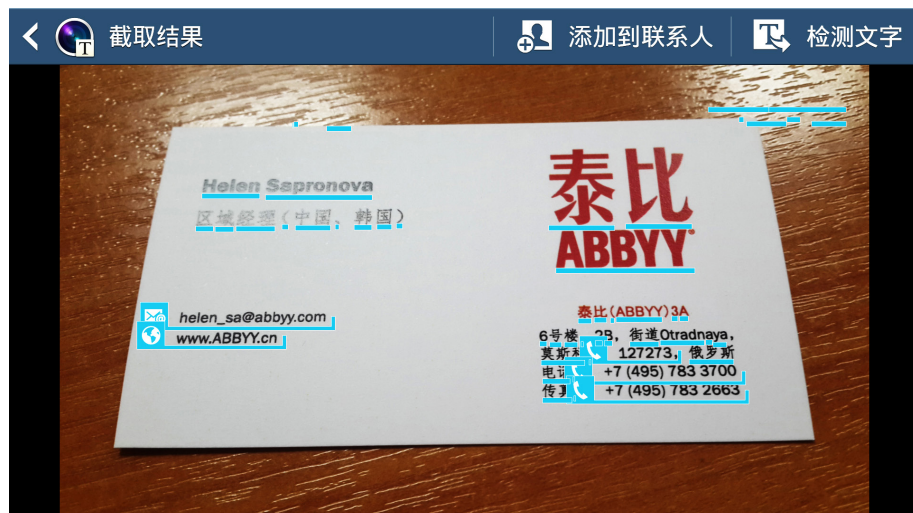 截取结果
添加到联系人
检测文字
Helen Sapronova
区域经理(中国、韩国)
泰比
ABBYY
helen_sa@abbyy.com
www.ABBYY.cn
泰比(ABBYY)3A
6号楼, 2B, 街道Otradnaya,
莫斯科 127273, 俄罗斯
电话 +7 (495) 783 3700
传真 +7 (495) 783 2663